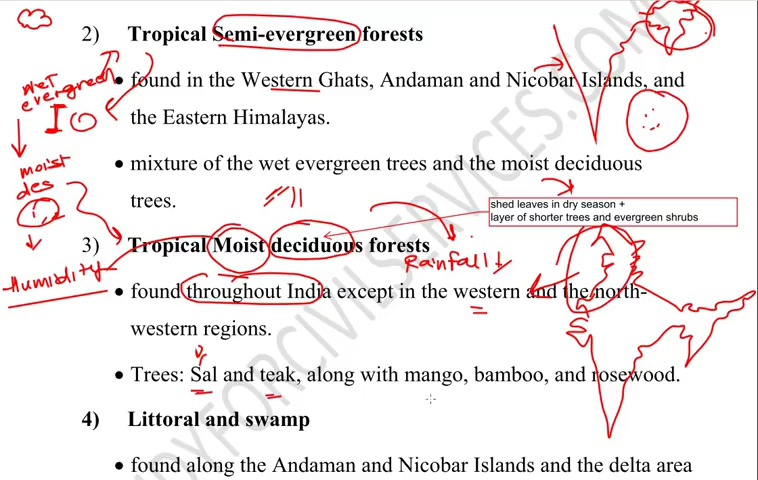 2) Tropical Semi-evergreen forests
wet
evergreen
• found in the Western Ghats, Andaman and Nicobar Islands, and
the Eastern Himalayas.
moist
des
• mixture of the wet evergreen trees and the moist deciduous
trees.
shed leaves in dry season +
layer of shorter trees and evergreen shrubs
3) Tropical Moist deciduous forests
Rainfall
Humidity
• found throughout India except in the western and the north-
western regions.
• Trees: Sal and teak, along with mango, bamboo, and rosewood.
4) Littoral and swamp
• found along the Andaman and Nicobar Islands and the delta area